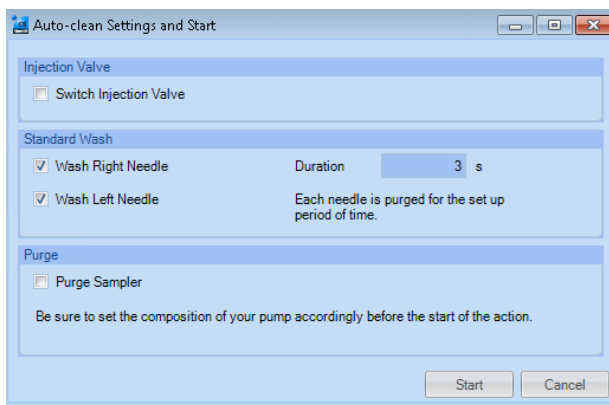 Auto-clean Settings and Start
Injection Valve
Switch Injection Valve
Standard Wash
Wash Right Needle Duration 3 s
Wash Left Needle Each needle is purged for the set up
period of time.
Purge
Purge Sampler
Be sure to set the composition of your pump accordingly before the start of the action.
Start Cancel